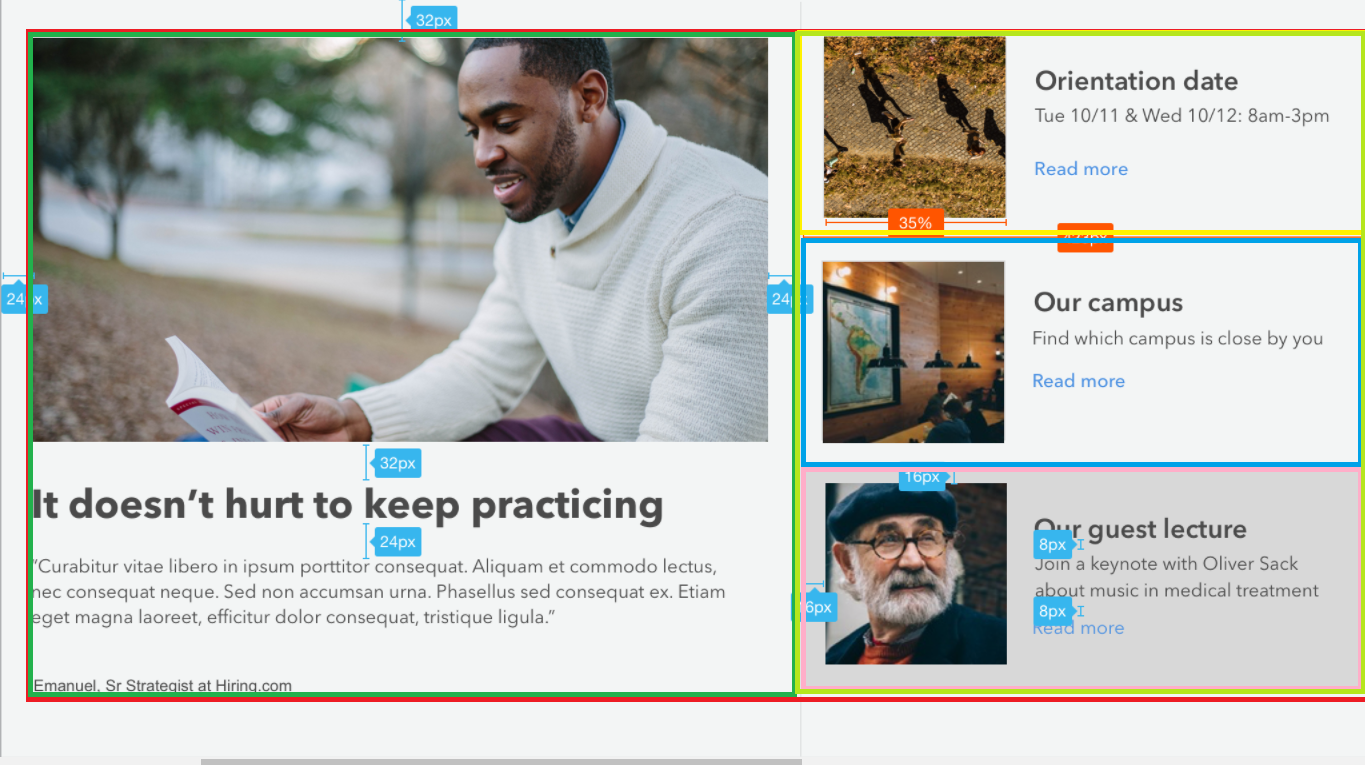 32px
24px
24px
32px
It doesn’t hurt to keep practicing
24px
“Curabitur vitae libero in ipsum porttitor consequat. Aliquam et commodo lectus,
nec consequat neque. Sed non accumsan urna. Phasellus sed consequat ex. Etiam
eget magna laoreet, efficitur dolor consequat, tristique ligula.”
Emanuel, Sr Strategist at Hiring.com
Orientation date
Tue 10/11 & Wed 10/12: 8am-3pm
Read more
35%
Our campus
Find which campus is close by you
Read more
16px
Our guest lecture
8px
Join a keynote with Oliver Sack
about music in medical treatment
8px
Read more
6px